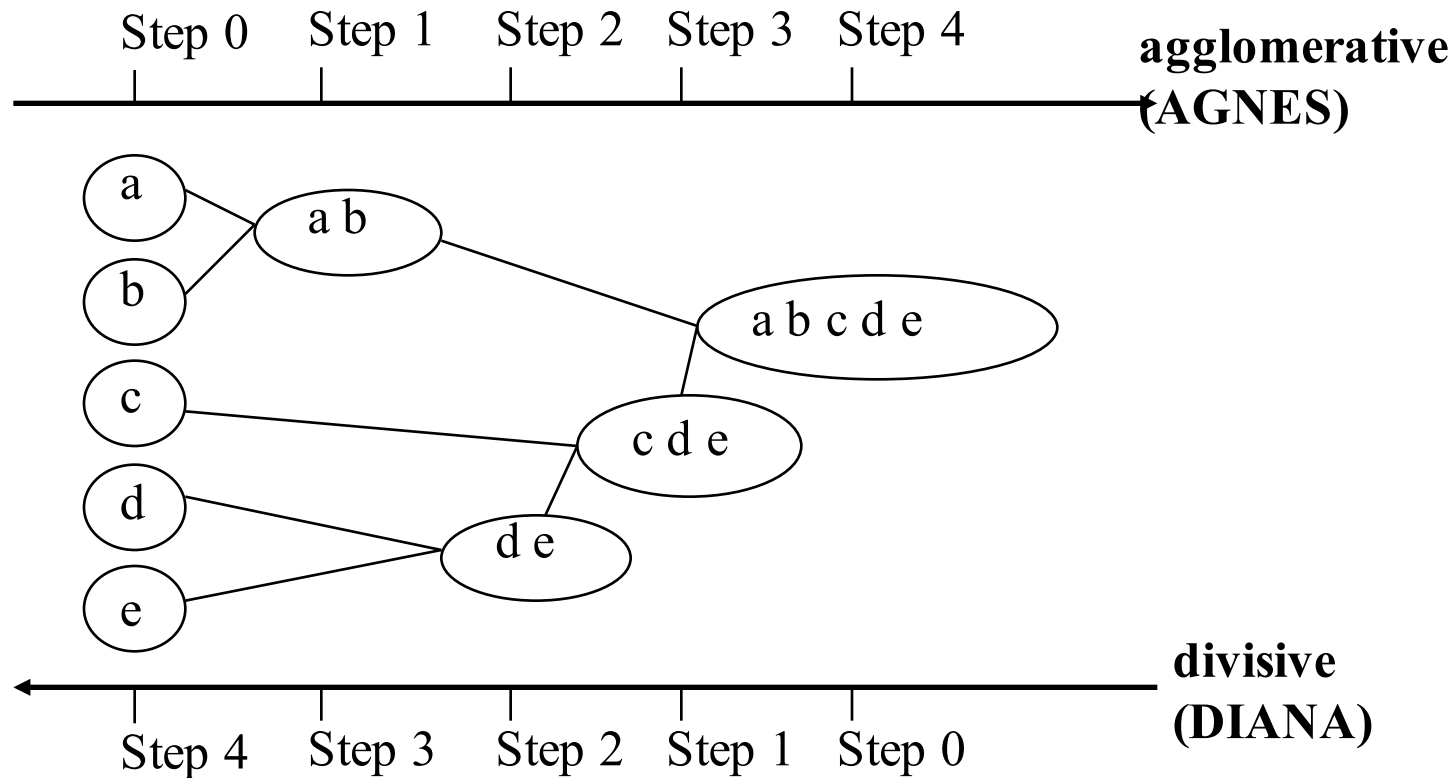 Step 0 Step 1 Step 2 Step 3 Step 4
agglomerative
(AGNES)
a
a b
b
a b c d e
c
c d e
d
d e
e
divisive
(DIANA)
Step 4 Step 3 Step 2 Step 1 Step 0